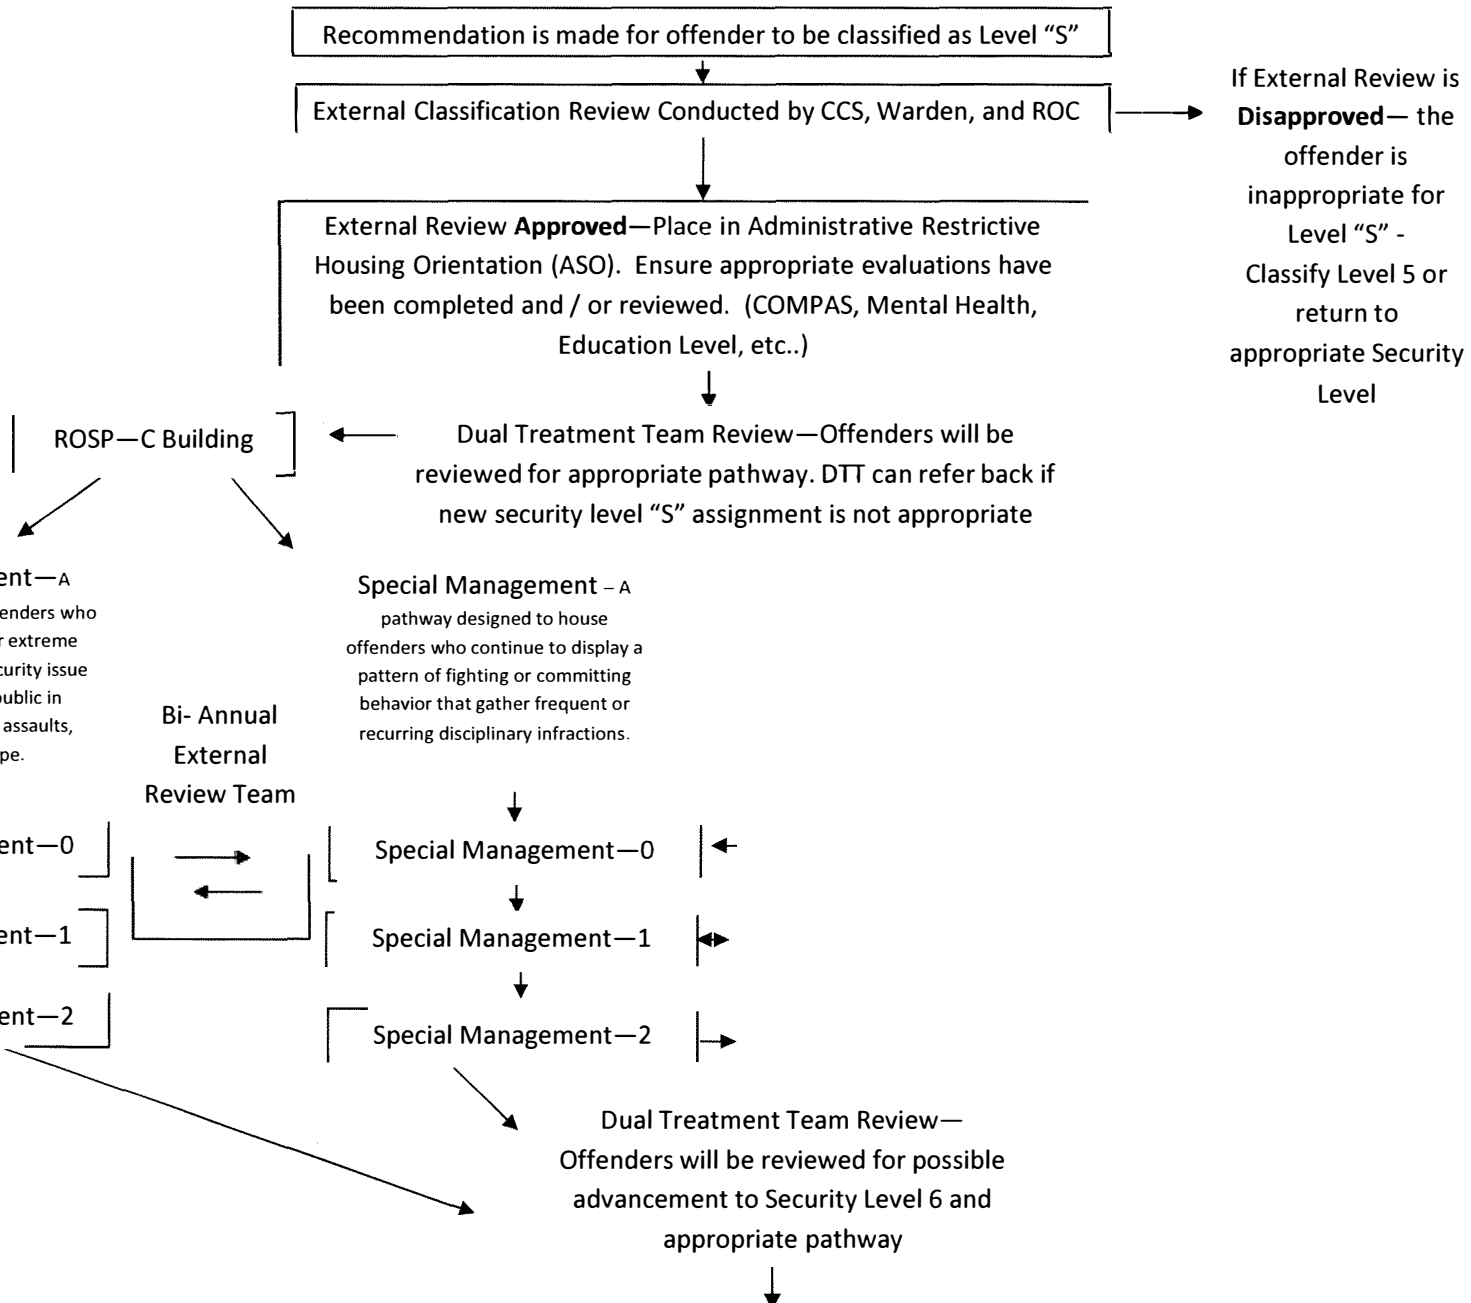 Recommendation is made for offender to be classified as Level “S”
External Classification Review Conducted by CCS, Warden, and ROC
If External Review is
Disapproved— the
offender is
inappropriate for
Level “S” -
Classify Level 5 or
return to
appropriate Security
Level
External Review Approved—Place in Administrative Restrictive
Housing Orientation (ASO).  Ensure appropriate evaluations have
been completed and / or reviewed.  (COMPAS, Mental Health,
Education Level, etc..)
ROSP—C Building
Dual Treatment Team Review—Offenders will be
reviewed for appropriate pathway. DTT can refer back if
new security level “S” assignment is not appropriate
ent—A
enders who
r extreme
curity issue
public in
assaults,
pe.
Special Management – A
pathway designed to house
offenders who continue to display a
pattern of fighting or committing
behavior that gather frequent or
recurring disciplinary infractions.
Bi- Annual
External
Review Team
ent—0
Special Management—0
ent—1
Special Management—1
ent—2
Special Management—2
Dual Treatment Team Review—
Offenders will be reviewed for possible
advancement to Security Level 6 and
appropriate pathway